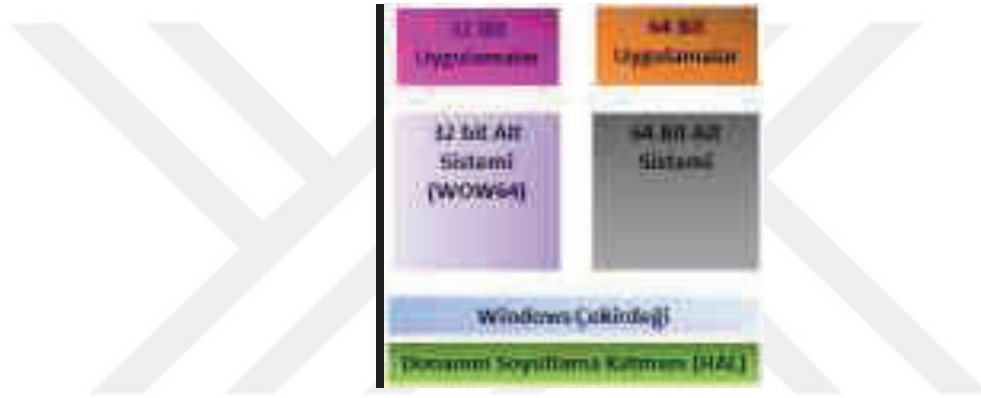 32 Bit
Uygulamalar
64 Bit
Uygulamalar
32 bit Alt
Sistemi
(WOW64)
64 bit Alt
Sistemi
Windows Çekirdeği
Donanım Soyutlama Katmanı (HAL)